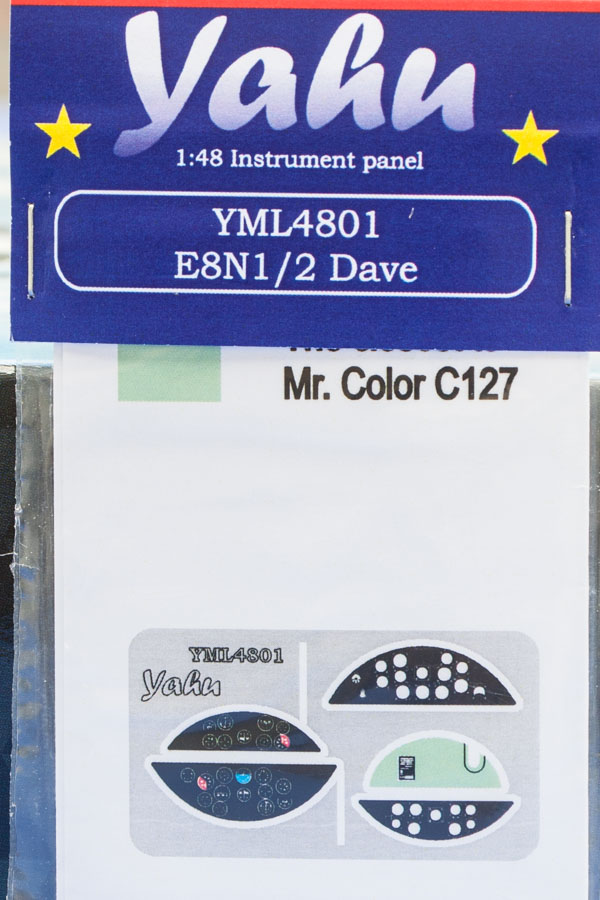 Yahu
1:48 Instrument panel
YML4801
E8N1/2 Dave
Mr. Color C127
YML4801
Yahu